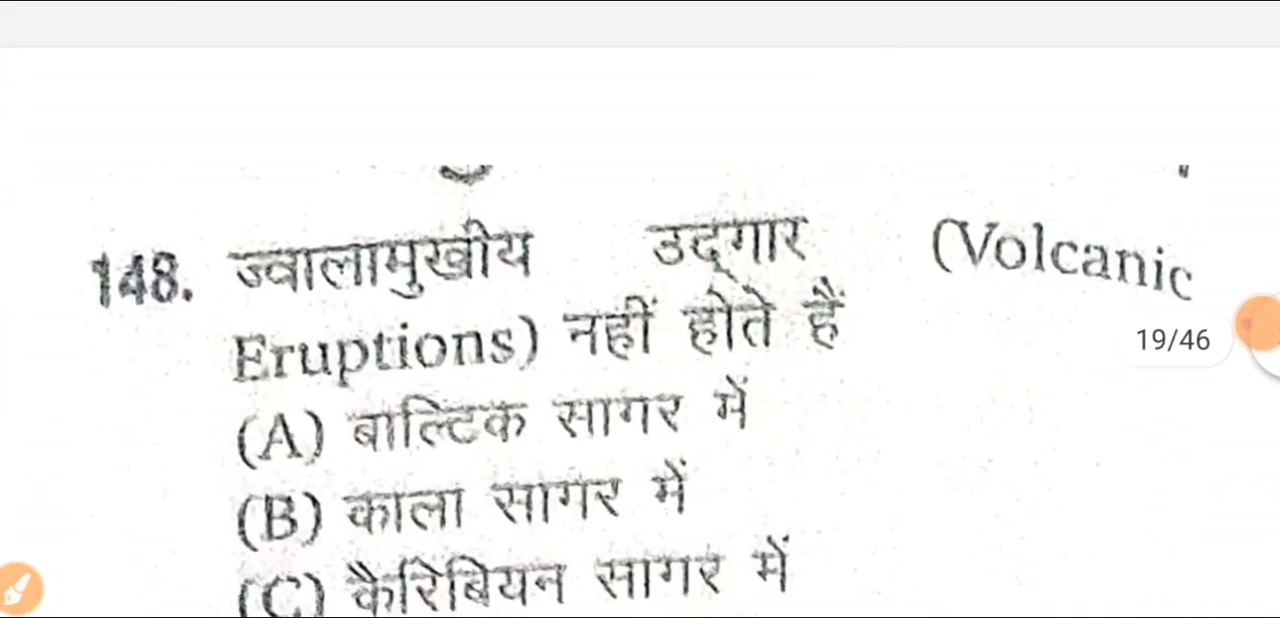 148. ज्वालामुखीय उद्गार (Volcanic
Eruptions) नहीं होते हैं
19/46
(A) बाल्टिक सागर में
(B) काला सागर में
(C) कैरिबियन सागर में